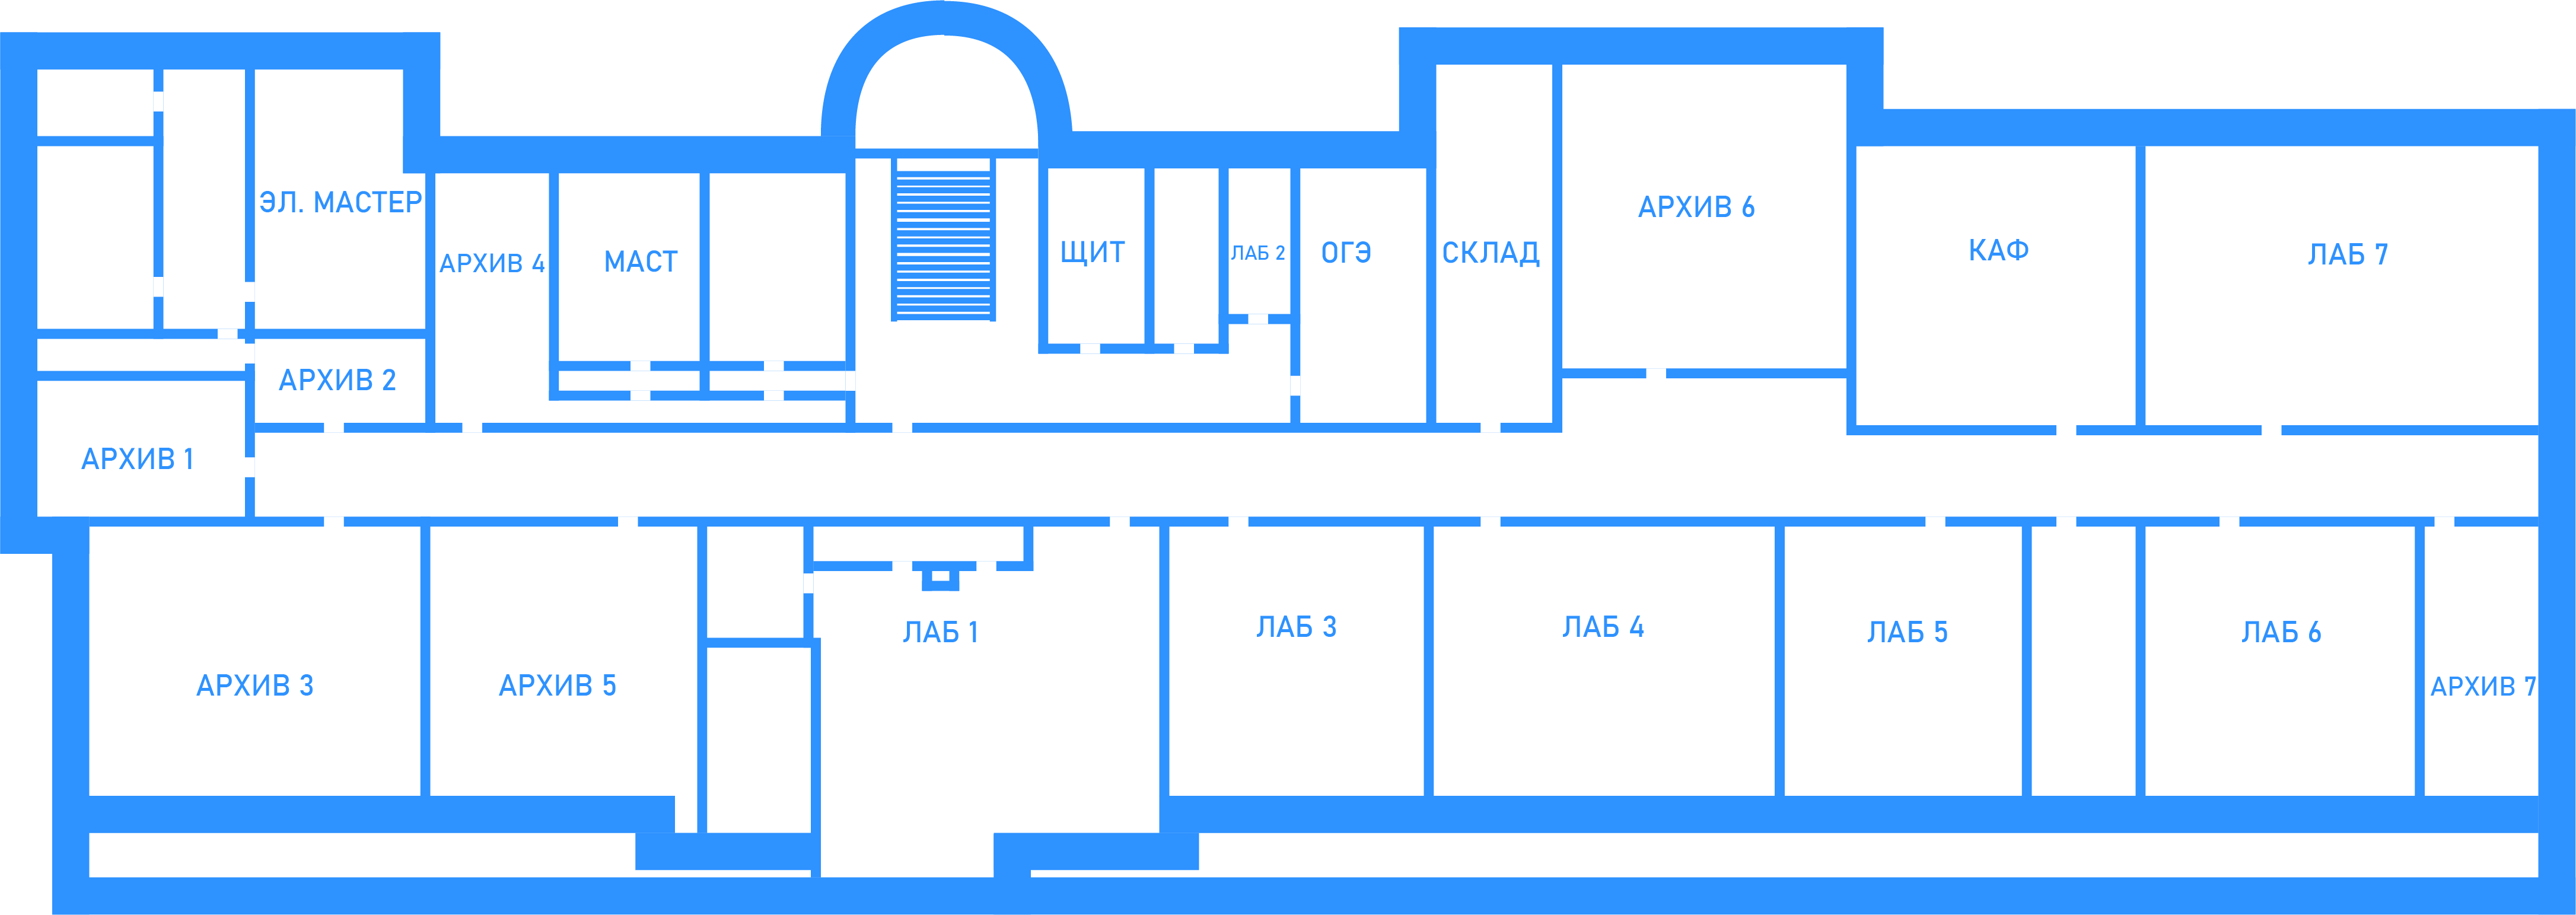 ЭЛ. МАСТЕР
АРХИВ 4
МАСТ
ЩИТ
ЛАБ 2
ОГЭ
СКЛАД
АРХИВ 6
КАФ
ЛАБ 7
АРХИВ 2
АРХИВ 1
АРХИВ 3
АРХИВ 5
ЛАБ 1
ЛАБ 3
ЛАБ 4
ЛАБ 5
ЛАБ 6
АРХИВ 7